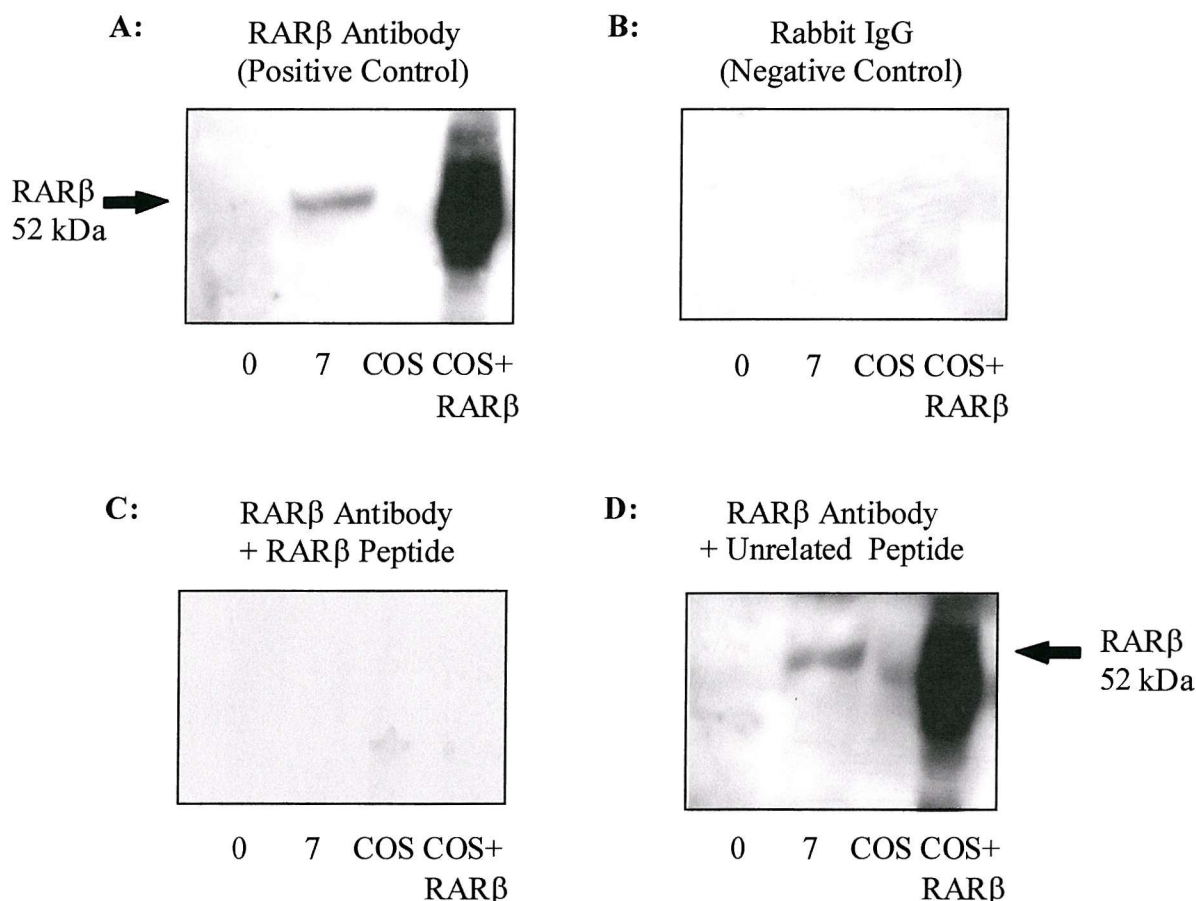 A:
RARβ Antibody
(Positive Control)
B:
Rabbit IgG
(Negative Control)
RARβ
52 kDa
0 7 COS COS+
RARβ
0 7 COS COS+
RARβ
C:
RARβ Antibody
+ RARβ Peptide
D:
RARβ Antibody
+ Unrelated Peptide
RARβ
52 kDa
0 7 COS COS+
RARβ
0 7 COS COS+
RARβ